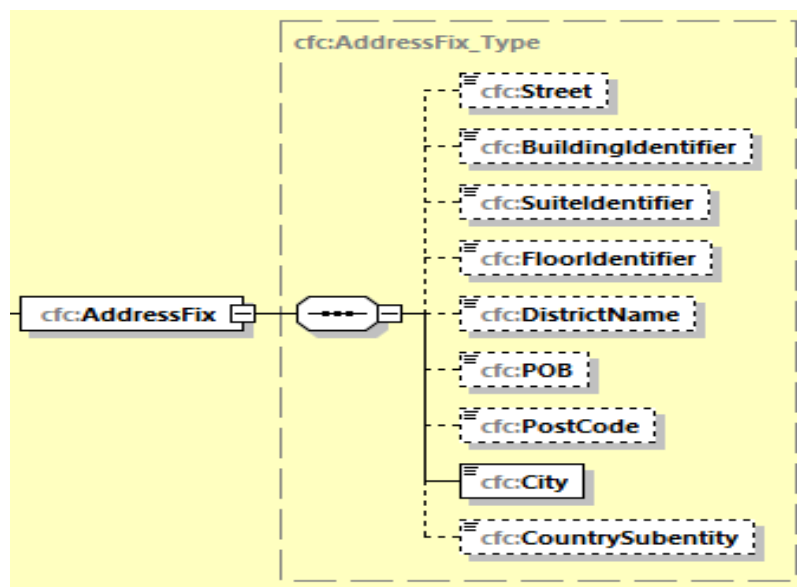 cfc:AddressFix_Type
cfc:Street
cfc:BuildingIdentifier
cfc:SuiteIdentifier
cfc:FloorIdentifier
cfc:AddressFix
cfc:DistrictName
cfc:POB
cfc:PostCode
cfc:City
cfc:CountrySubentity